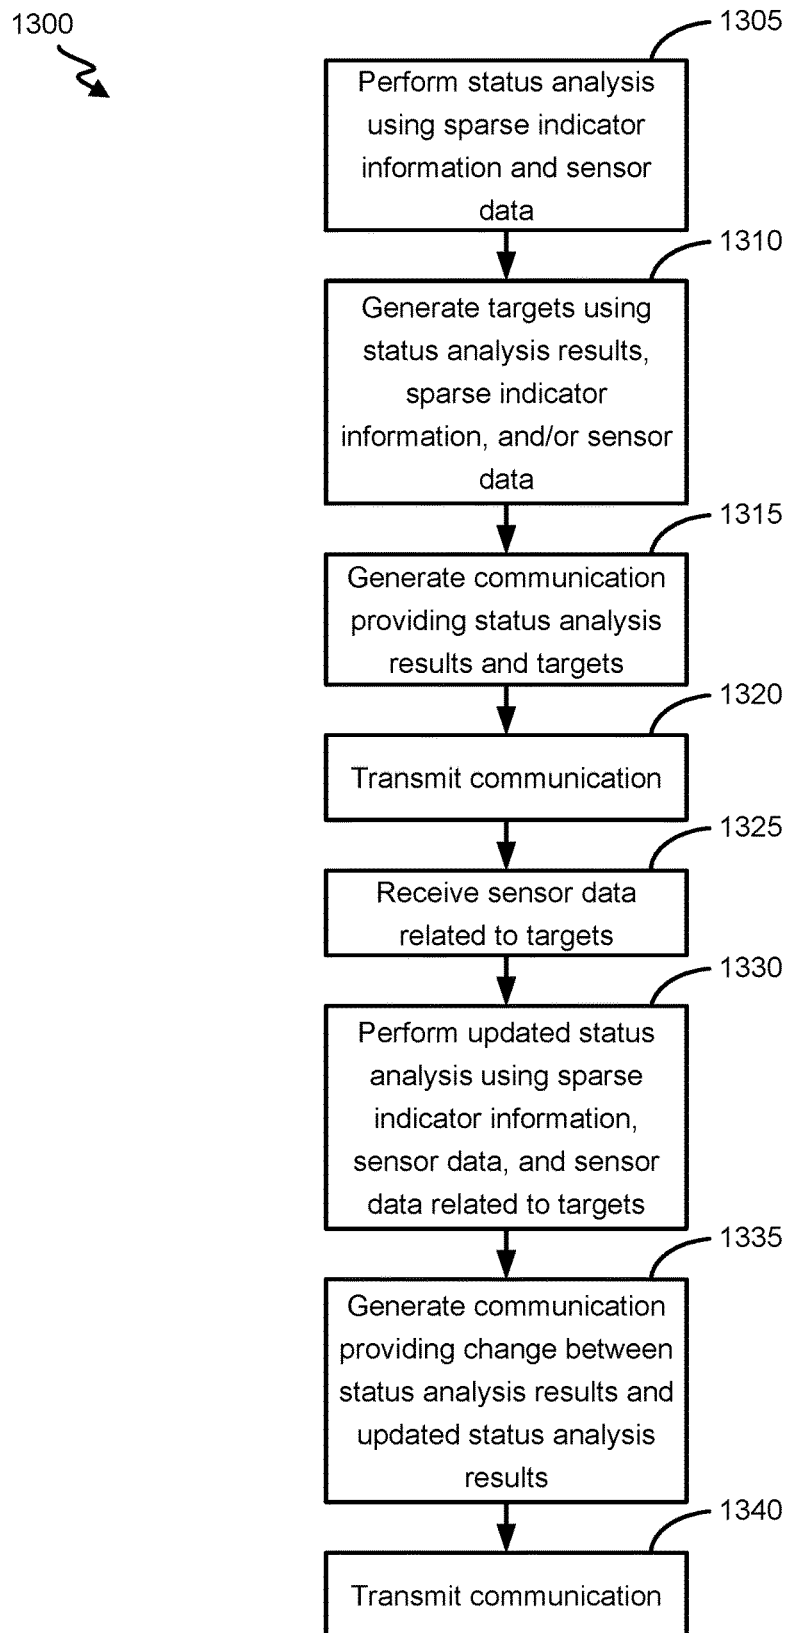 1300
1305
Perform status analysis
using sparse indicator
information and sensor
data
1310
Generate targets using
status analysis results,
sparse indicator
information, and/or sensor
data
1315
Generate communication
providing status analysis
results and targets
1320
Transmit communication
1325
Receive sensor data
related to targets
1330
Perform updated status
analysis using sparse
indicator information,
sensor data, and sensor
data related to targets
1335
Generate communication
providing change between
status analysis results and
updated status analysis
results
1340
Transmit communication